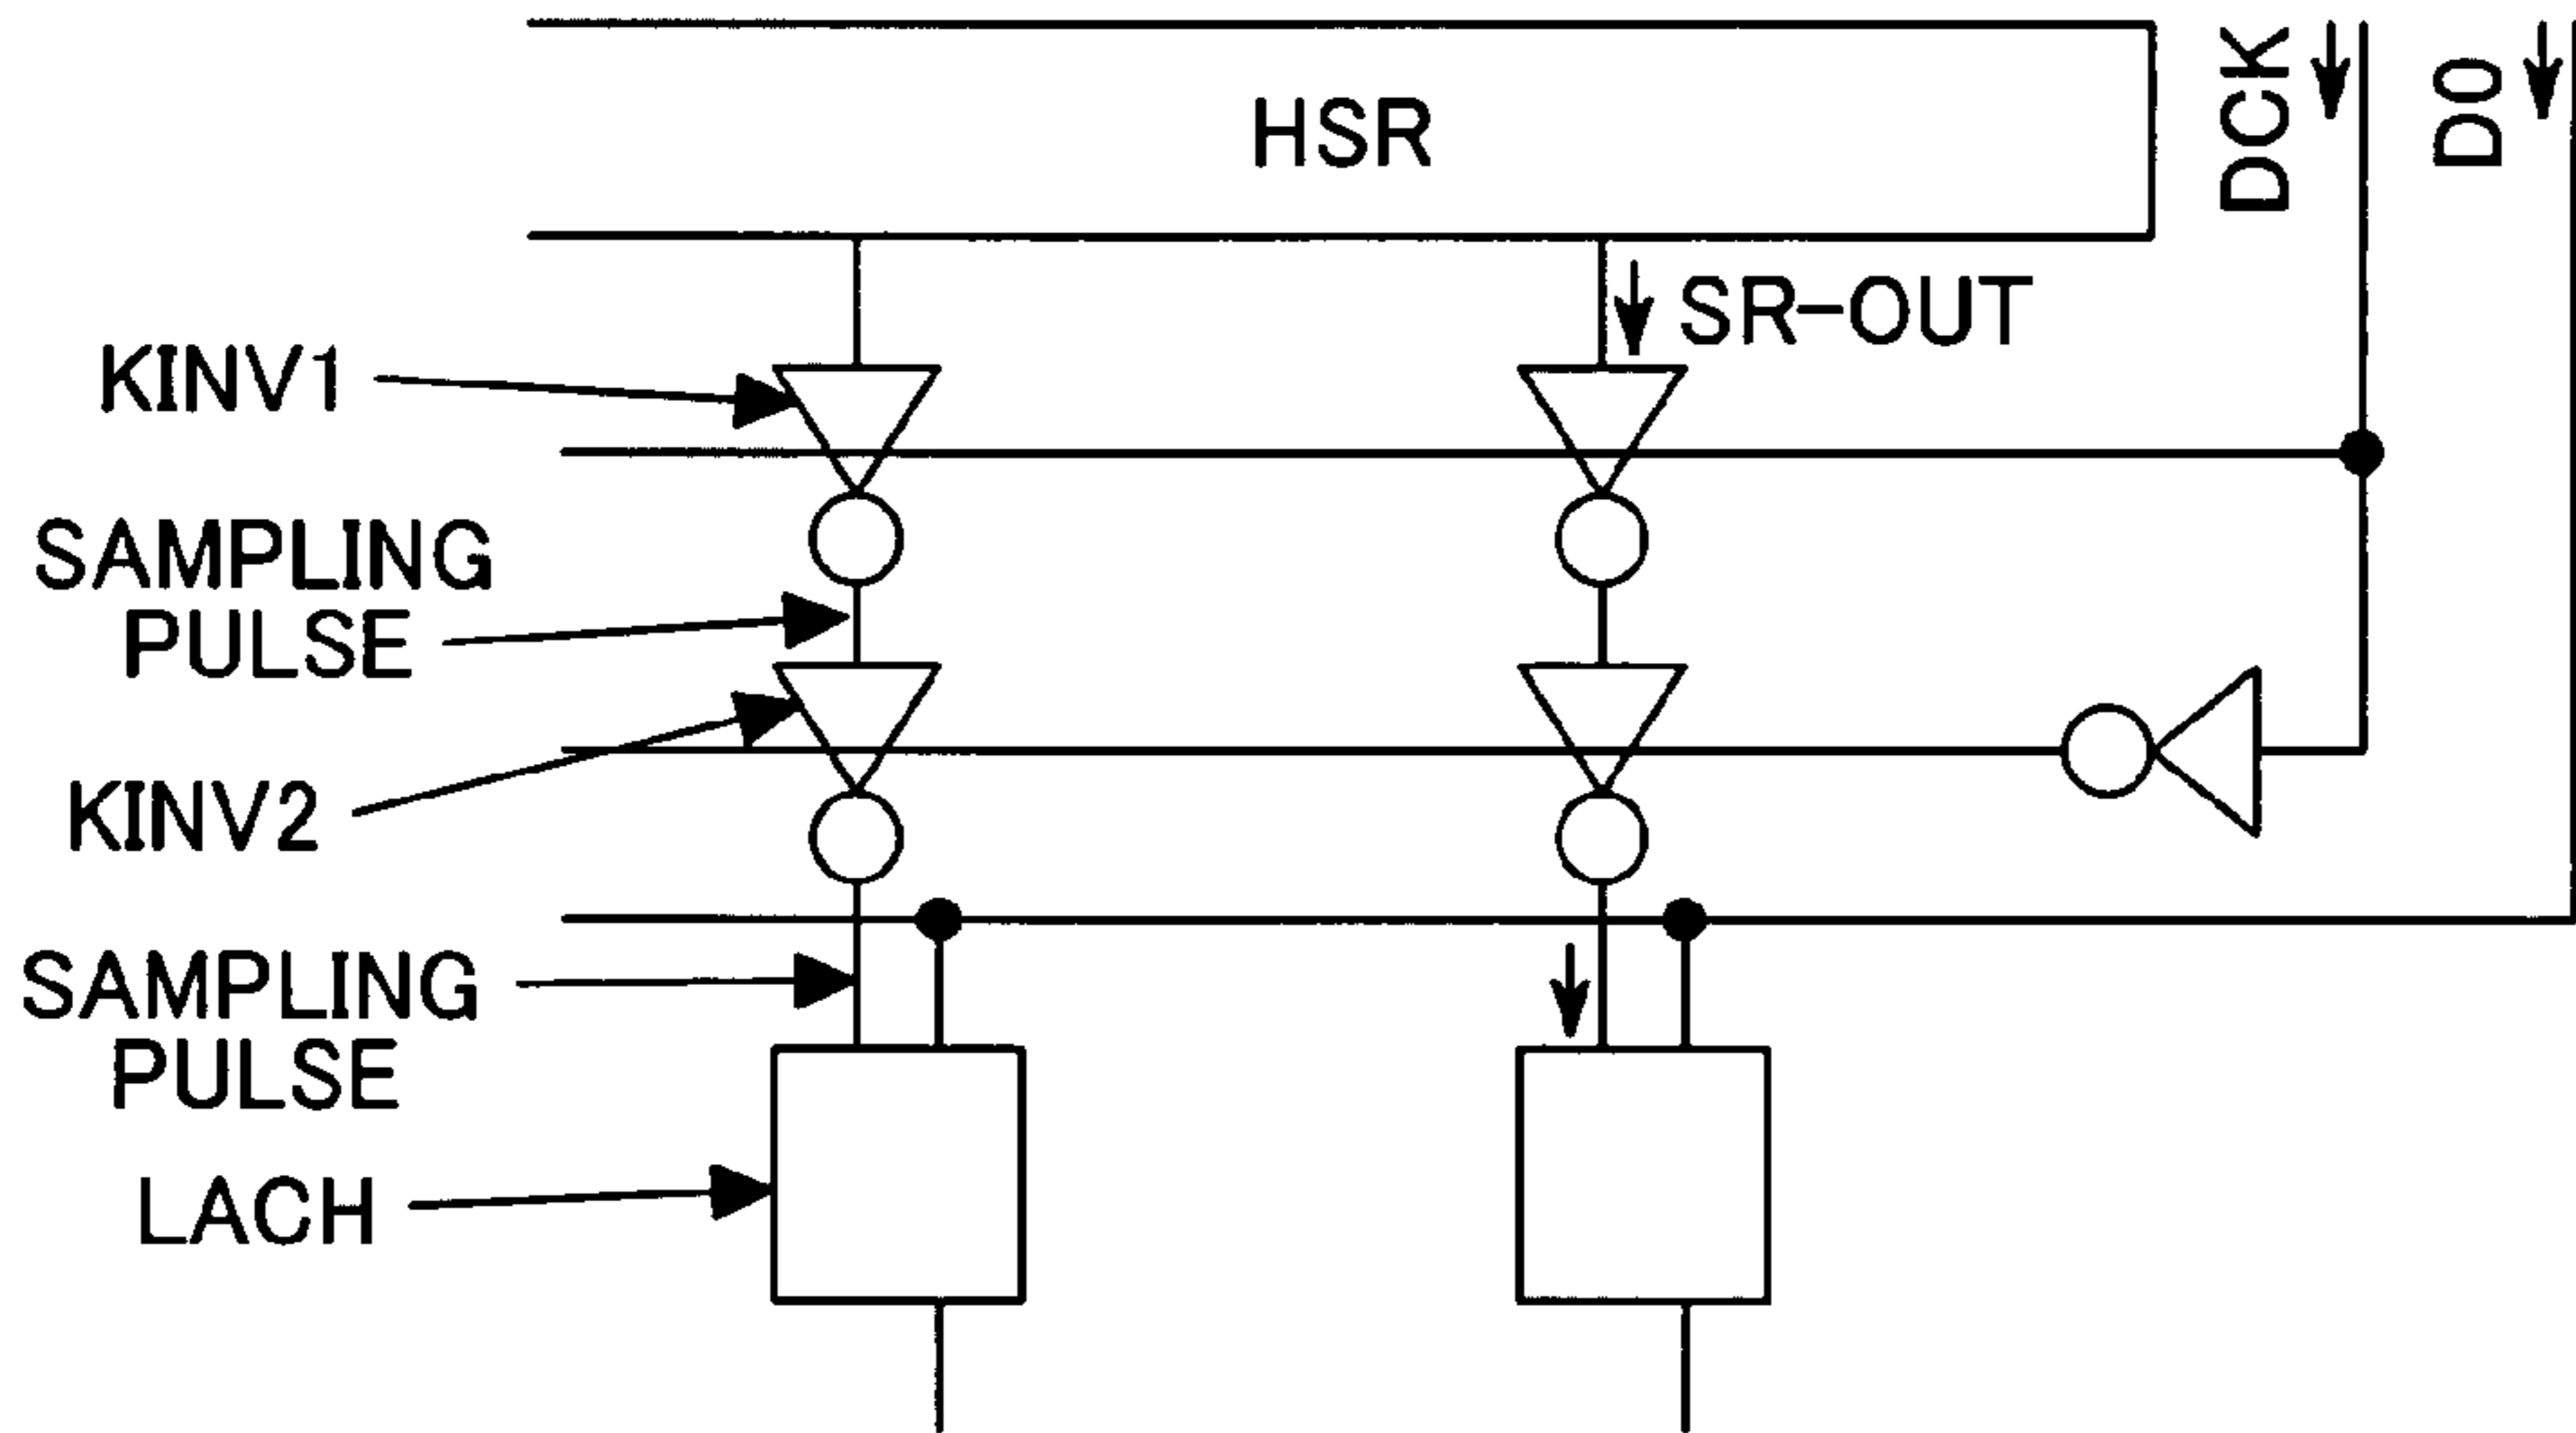 HSR
DCK
D0
SR-OUT
KINV1
SAMPLING
PULSE
KINV2
SAMPLING
PULSE
LACH